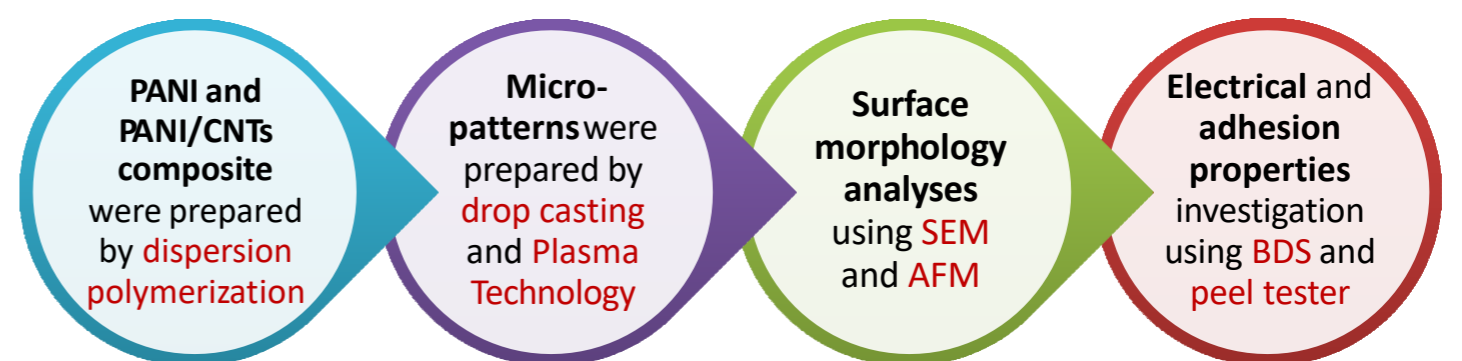 PANI and
PANI/CNTs
composite
were prepared
by dispersion
polymerization
Micro-
patterns were
prepared by
drop casting
and Plasma
Technology
Surface
morphology
analyses
using SEM
and AFM
Electrical and
adhesion
properties
investigation
using BDS and
peel tester